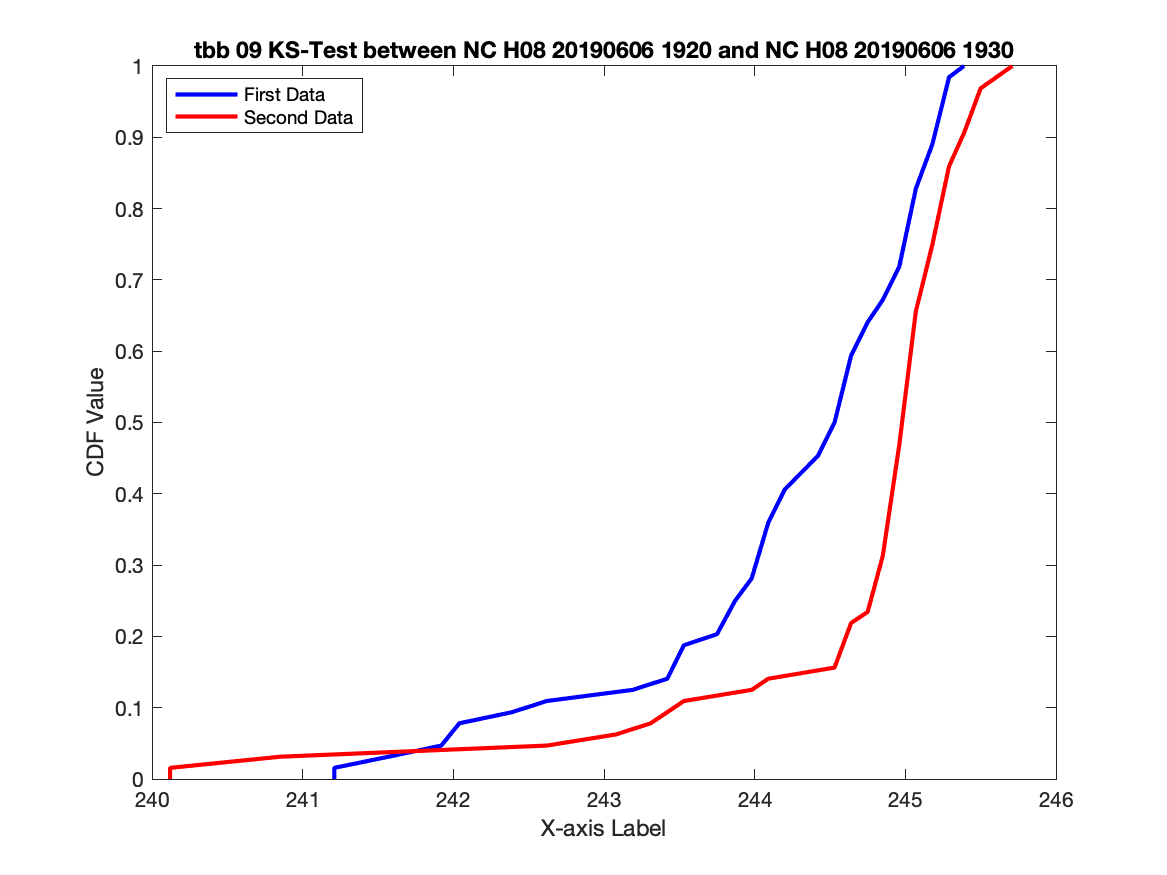 tbb 09 KS-Test between NC H08 20190606 1920 and NC H08 20190606 1930
1
First Data
Second Data
0.9
0.8
0.7
0.6
0.5
0.4
0.3
0.2
0.1
0
CDF Value
240 241 242 243 244 245 246
X-axis Label